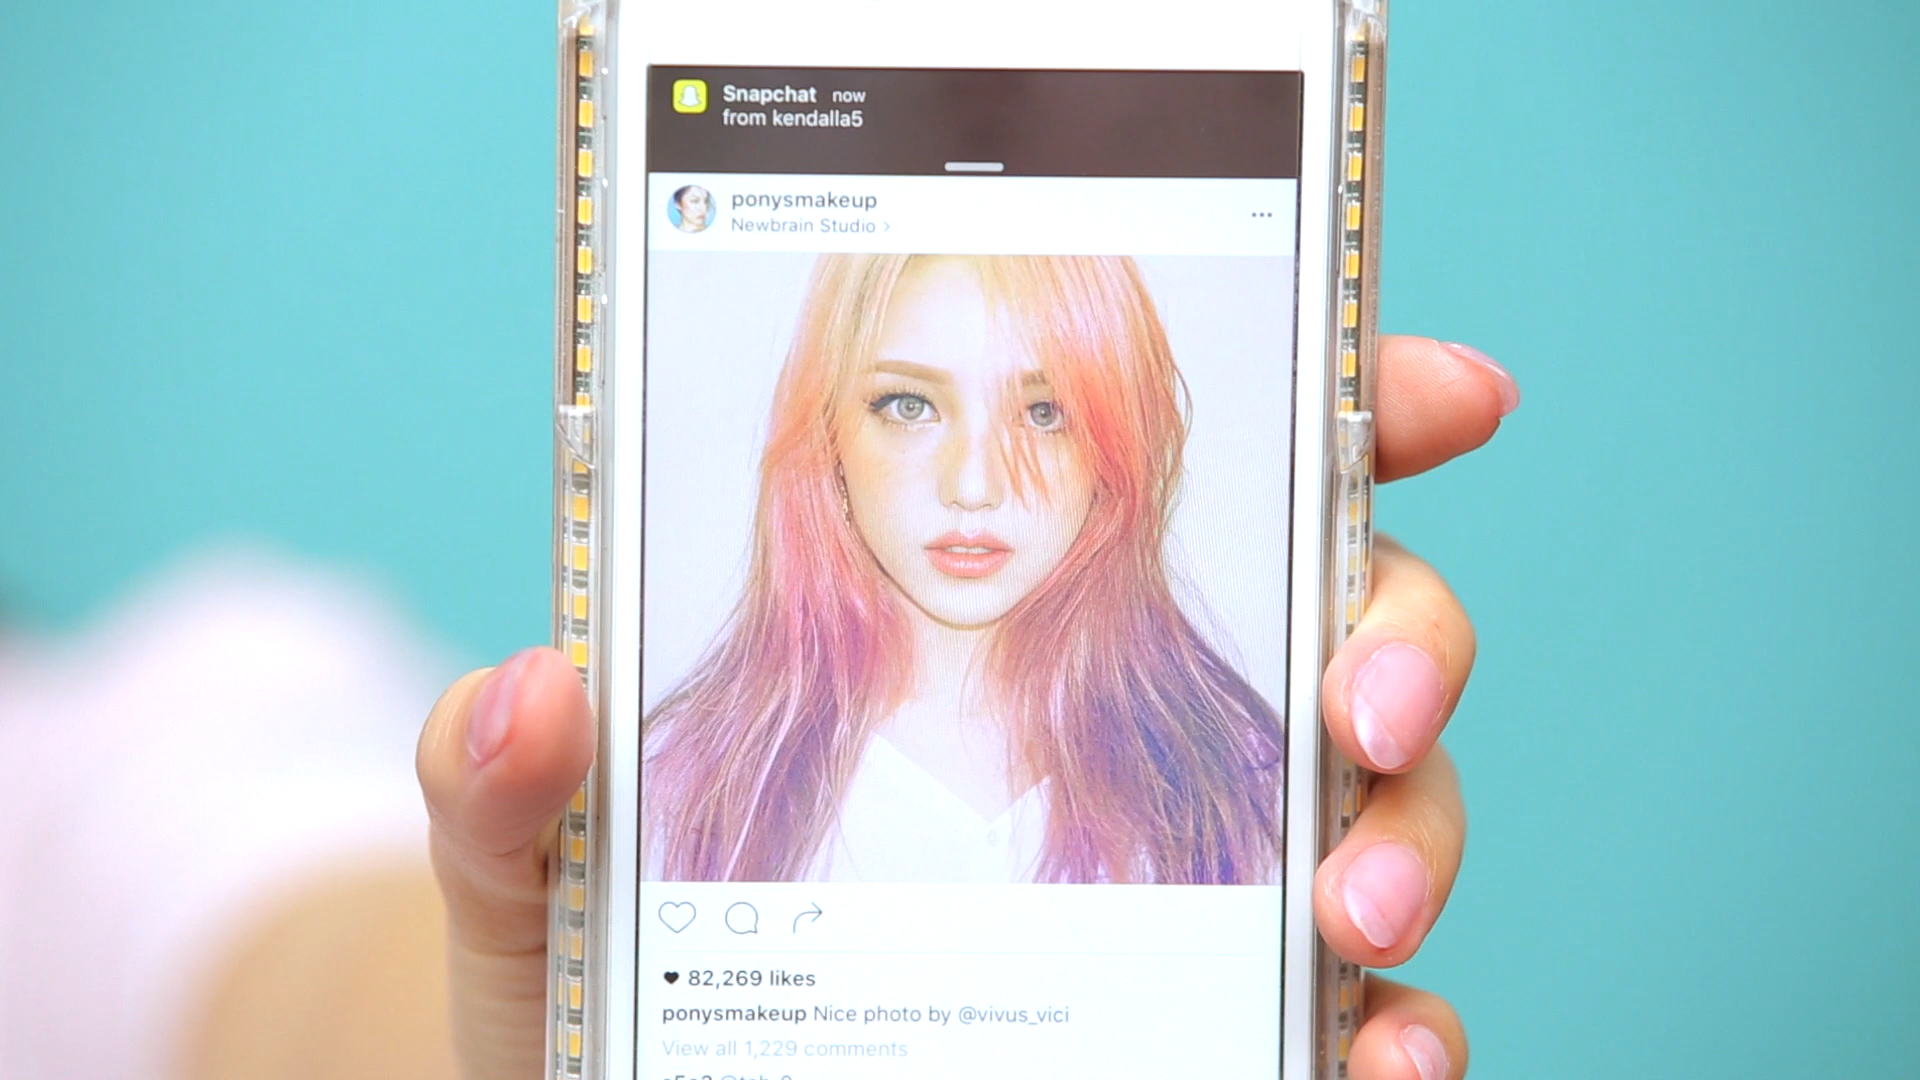 Snapchat now
from kendalla5
ponysmakeup
Newbrain Studio >
82,269 likes
ponysmakeup Nice photo by @vivus_vici
View all 1,229 comments